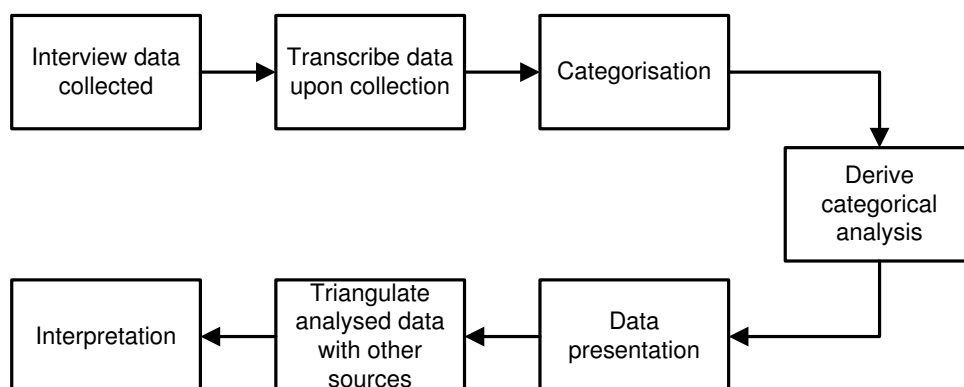 Interview data
collected
Transcribe data
upon collection
Categorisation
Derive
categorical
analysis
Data
presentation
Triangulate
analysed data
with other
sources
Interpretation